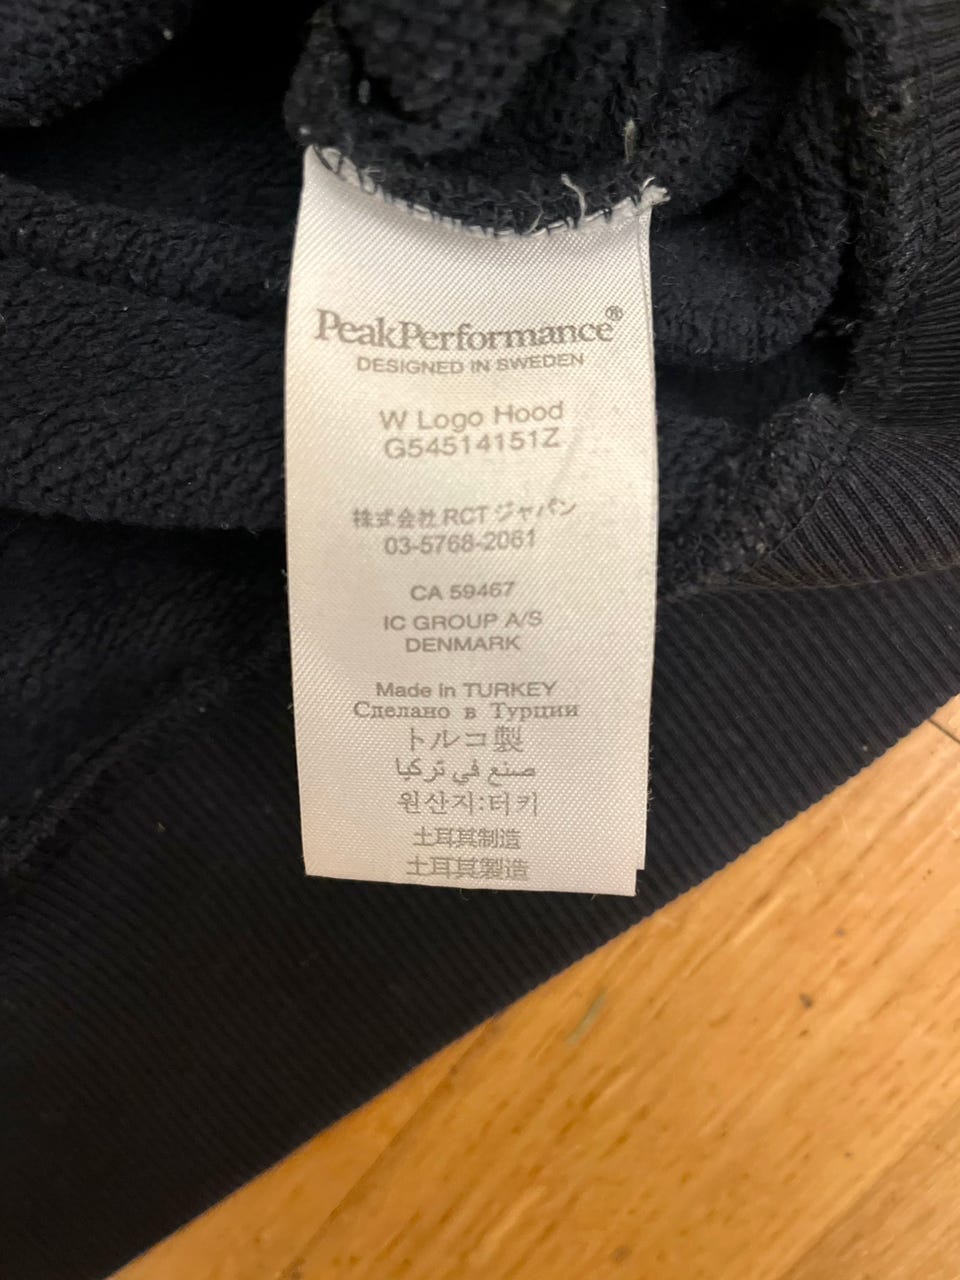 PeakPerformance®
DESIGNED IN SWEDEN
W Logo Hood
G54514151Z
株式会社 RCT ジャパン
03-5768-2061
CA 59467
IC GROUP A/S
DENMARK
Made in TURKEY
Сделано в Турции
トルコ製
صنع في تركيا
원산지:터키
土耳其制造
土耳其製造